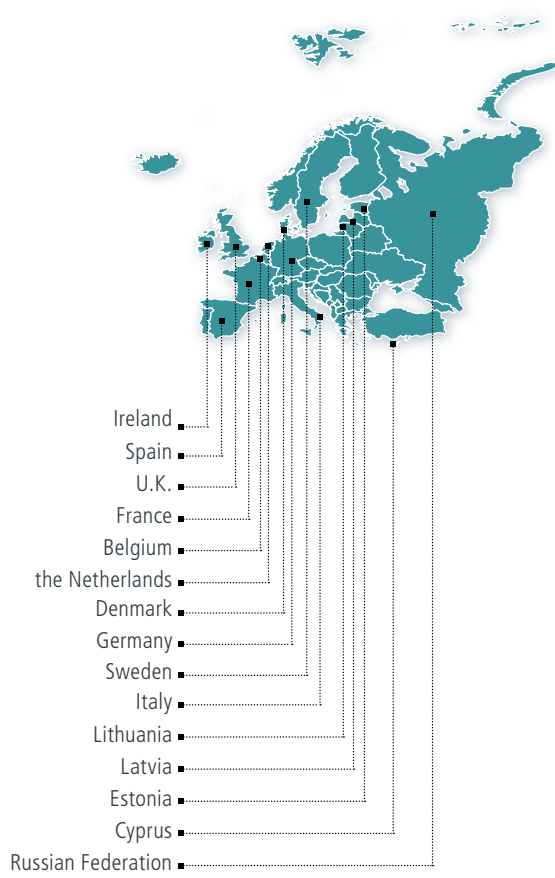 Ireland
Spain
U.K.
France
Belgium
the Netherlands
Denmark
Germany
Sweden
Italy
Lithuania
Latvia
Estonia
Cyprus
Russian Federation